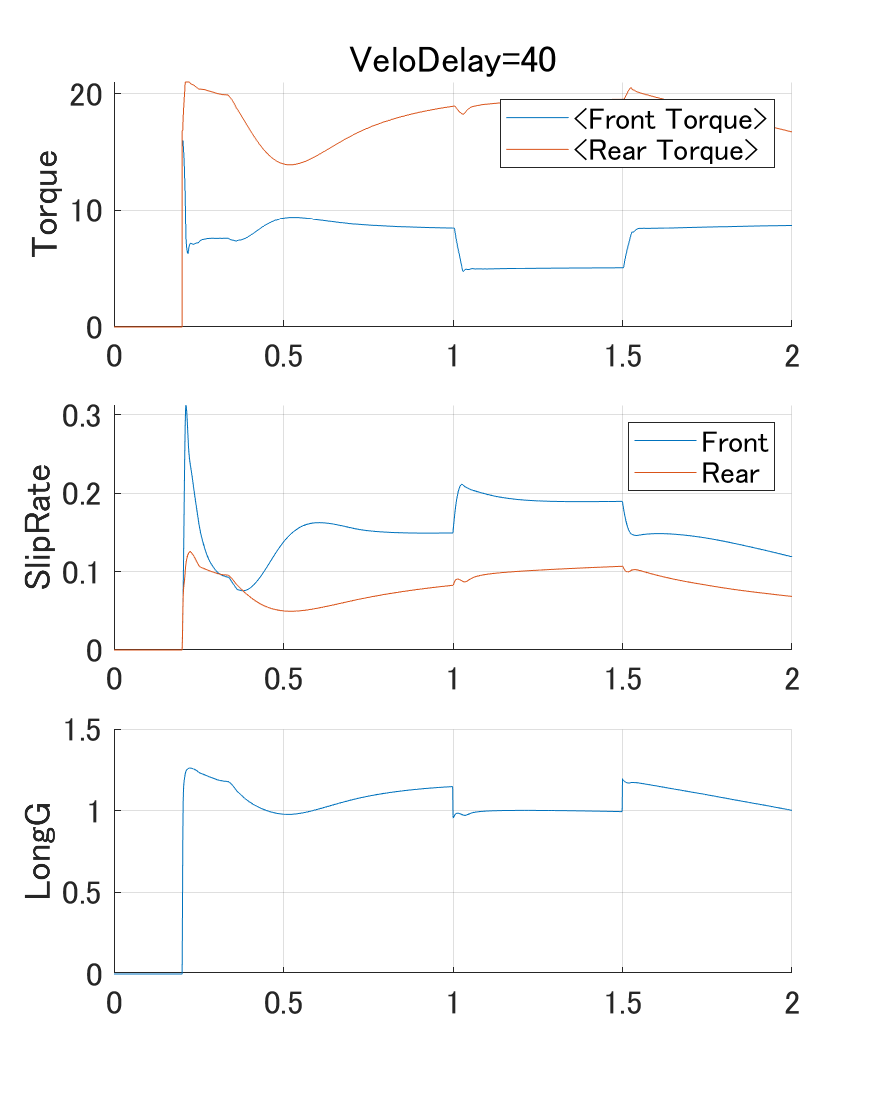 VeloDelay=40
Torque
20
10
0
0 0.5 1 1.5 2
<Front Torque>
<Rear Torque>
SlipRate
0.3
0.2
0.1
0
0 0.5 1 1.5 2
Front
Rear
LongG
1.5
1
0.5
0
0 0.5 1 1.5 2